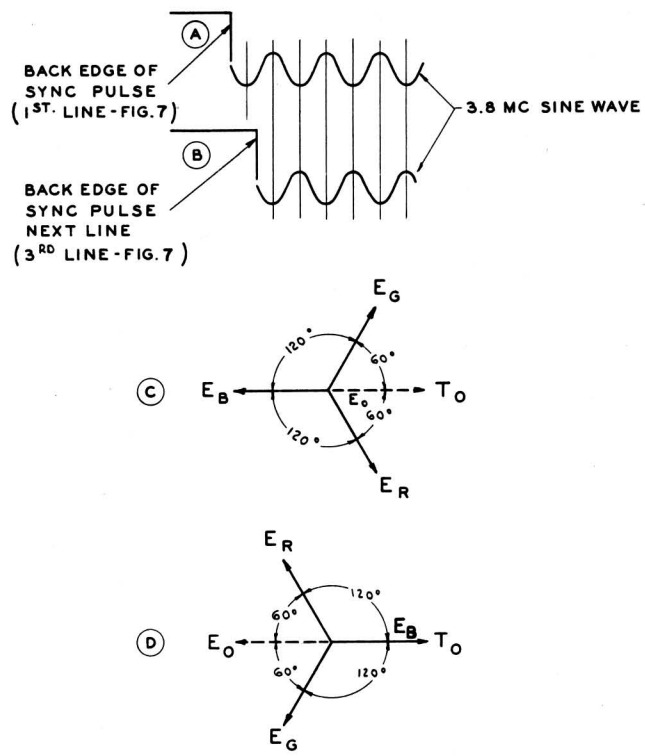 A
BACK EDGE OF
SYNC PULSE
(1ST. LINE-FIG. 7)
3.8 MC SINE WAVE
B
BACK EDGE OF
SYNC PULSE
NEXT LINE
(3RD LINE-FIG. 7)
C
EG
120°
60°
EB
EO
TO
120°
60°
ER
D
ER
120°
60°
EO
EB
TO
60°
120°
EG